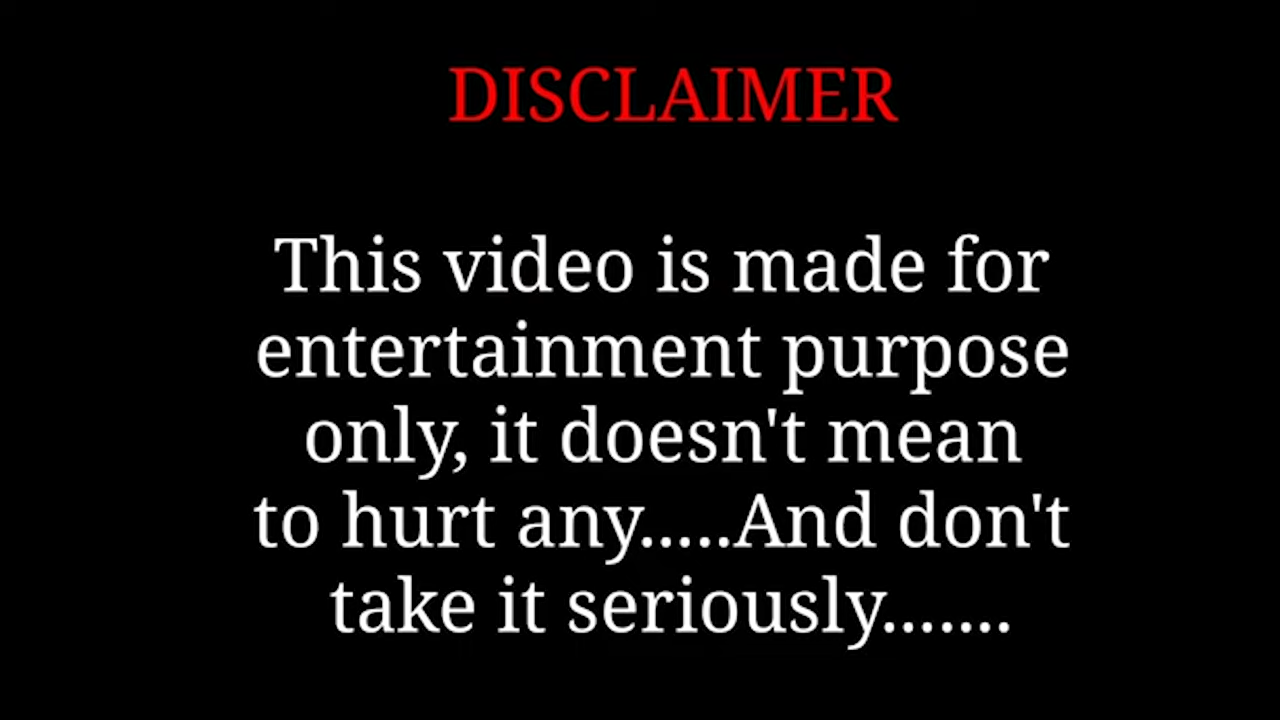 DISCLAIMER
This video is made for
entertainment purpose
only, it doesn't mean
to hurt any.....And don't
take it seriously.......